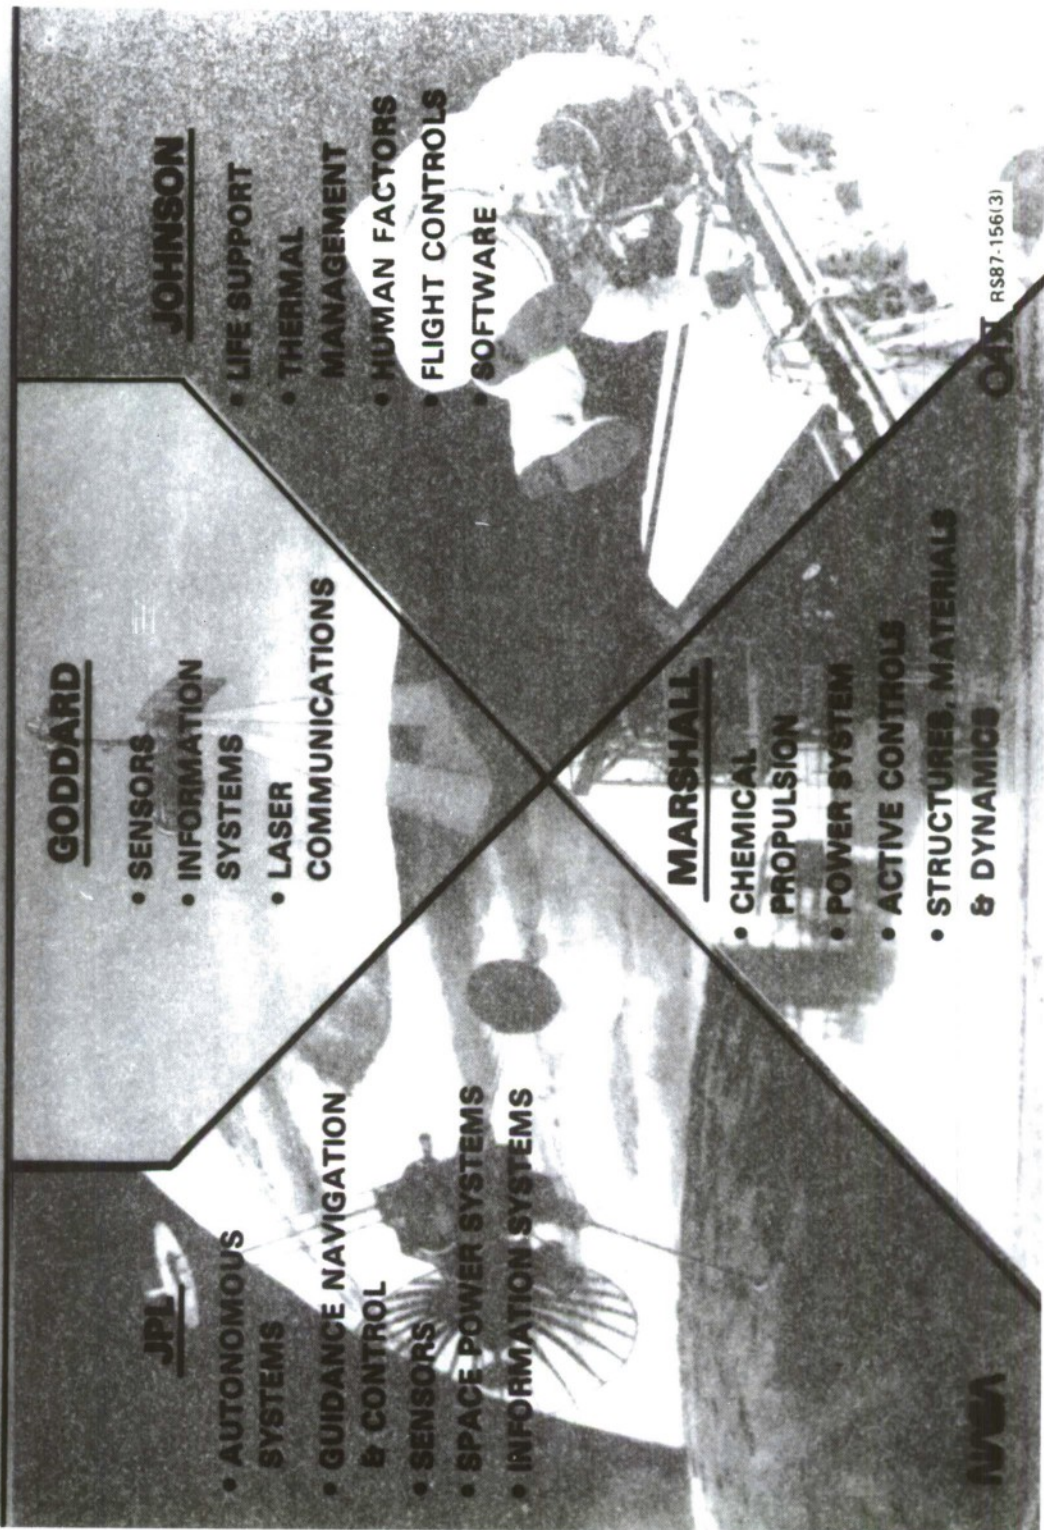 JPL
• AUTONOMOUS
SYSTEMS
• GUIDANCE NAVIGATION
& CONTROL
• SENSORS
• SPACE POWER SYSTEMS
• INFORMATION SYSTEMS
GODDARD
• SENSORS
• INFORMATION
SYSTEMS
• LASER
COMMUNICATIONS
JOHNSON
• LIFE SUPPORT
• THERMAL
MANAGEMENT
• HUMAN FACTORS
• FLIGHT CONTROLS
• SOFTWARE
MARSHALL
• CHEMICAL
PROPULSION
• POWER SYSTEM
• ACTIVE CONTROLS
• STRUCTURES, MATERIALS
& DYNAMICS
NASA
RS87-156(3)